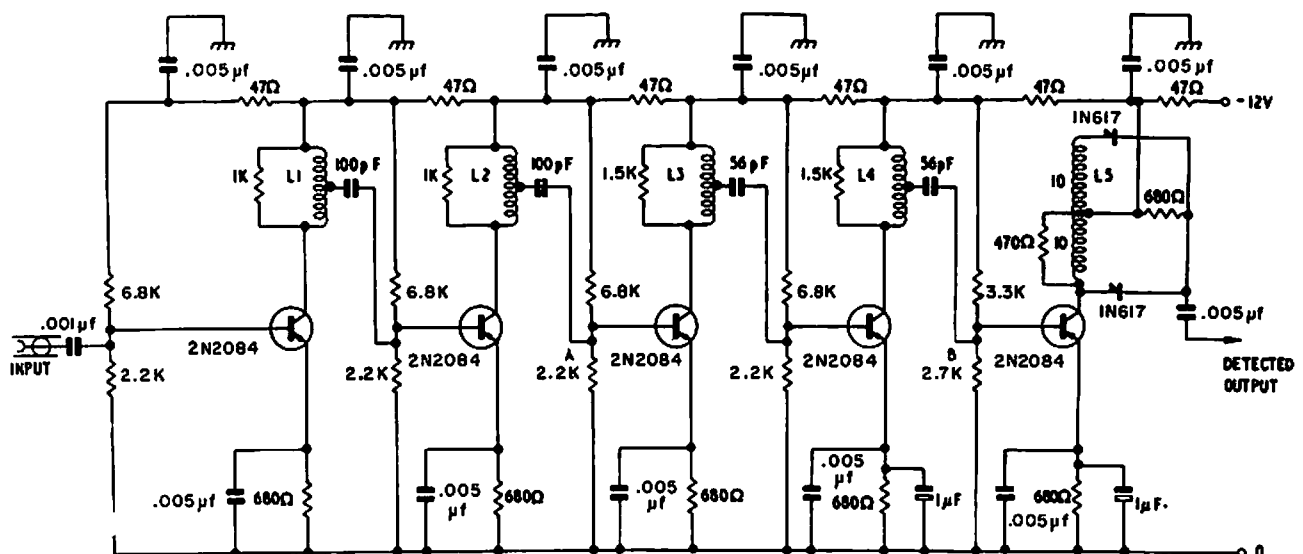 .005µf
.005µf
.005µf
.005µf
.005µf
.005µf
47Ω
47Ω
47Ω
47Ω
47Ω
47Ω
-12V
1N617
1K
L1
100pF
1K
L2
100pF
1.5K
L3
56pF
1.5K
L4
56pF
10
L5
680Ω
470Ω
10
1N617
6.8K
6.8K
6.8K
6.8K
3.3K
.005µf
.001µf
INPUT
2N2084
2N2084
A
2N2084
2N2084
B
2N2084
DETECTED
OUTPUT
2.2K
2.2K
2.2K
2.2K
2.7K
.005µf
680Ω
.005
µf
680Ω
.005
µf
680Ω
.005
µf
680Ω
1µF
680Ω
.005µf
1µF.
0